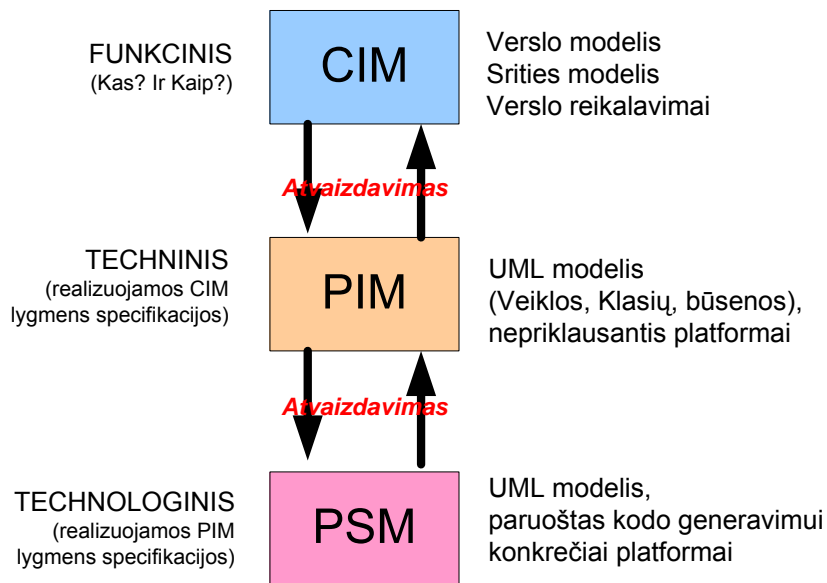 FUNKCINIS
(Kas? Ir Kaip?)
CIM
Verslo modelis
Srities modelis
Verslo reikalavimai
Atvaizdavimas
TECHNINIS
(realizuojamos CIM
lygmens specifikacijos)
PIM
UML modelis
(Veiklos, Klasių, būsenos),
nepriklausantis platformai
Atvaizdavimas
TECHNOLOGINIS
(realizuojamos PIM
lygmens specifikacijos)
PSM
UML modelis,
paruoštas kodo generavimui
konkrečiai platformai